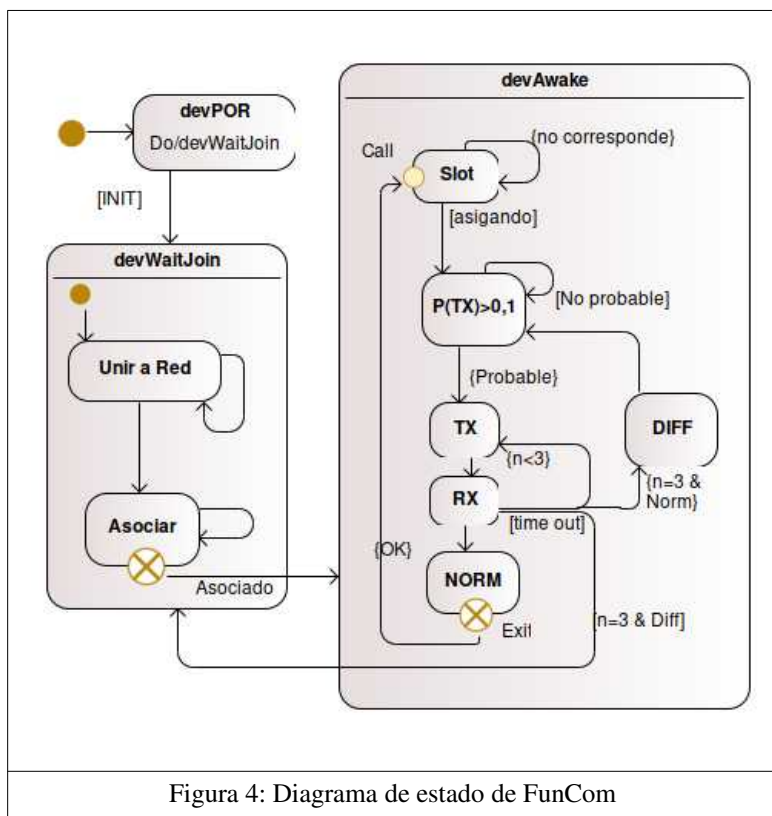 devPOR
Do/devWaitJoin
[INIT]
devWaitJoin
Unir a Red
Asociar
Asociado
devAwake
Call
{no corresponde}
Slot
[asigando]
P(TX)>0,1
[No probable]
{Probable}
TX
DIFF
{n<3}
RX
{n=3 &
Norm}
[time out]
{OK}
NORM
Exit
[n=3 & Diff]
Figura 4: Diagrama de estado de FunCom